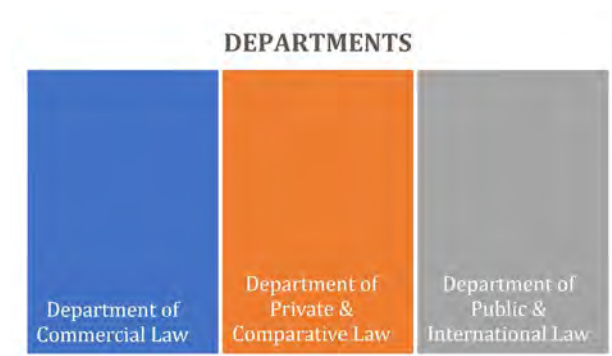 DEPARTMENTS
Department of
Commercial Law
Department of
Private &
Comparative Law
Department of
Public &
International Law